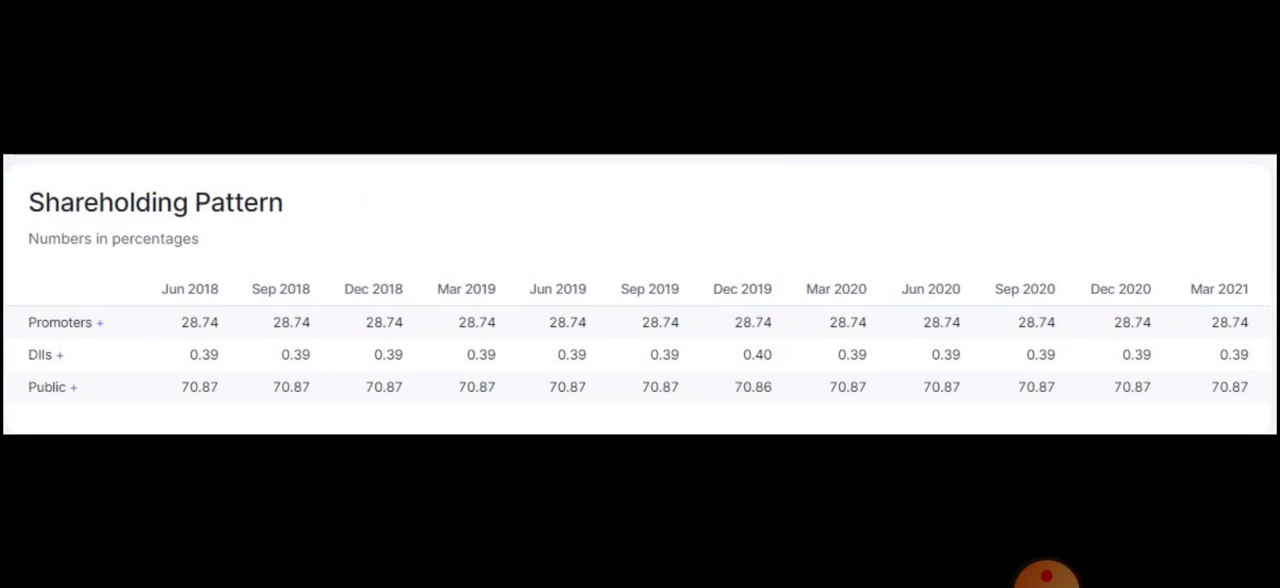 Shareholding Pattern
Numbers in percentages
Jun 2018 Sep 2018 Dec 2018 Mar 2019 Jun 2019 Sep 2019 Dec 2019 Mar 2020 Jun 2020 Sep 2020 Dec 2020 Mar 2021
Promoters + 28.74 28.74 28.74 28.74 28.74 28.74 28.74 28.74 28.74 28.74 28.74 28.74
DIIs + 0.39 0.39 0.39 0.39 0.39 0.39 0.40 0.39 0.39 0.39 0.39 0.39
Public + 70.87 70.87 70.87 70.87 70.87 70.87 70.86 70.87 70.87 70.87 70.87 70.87